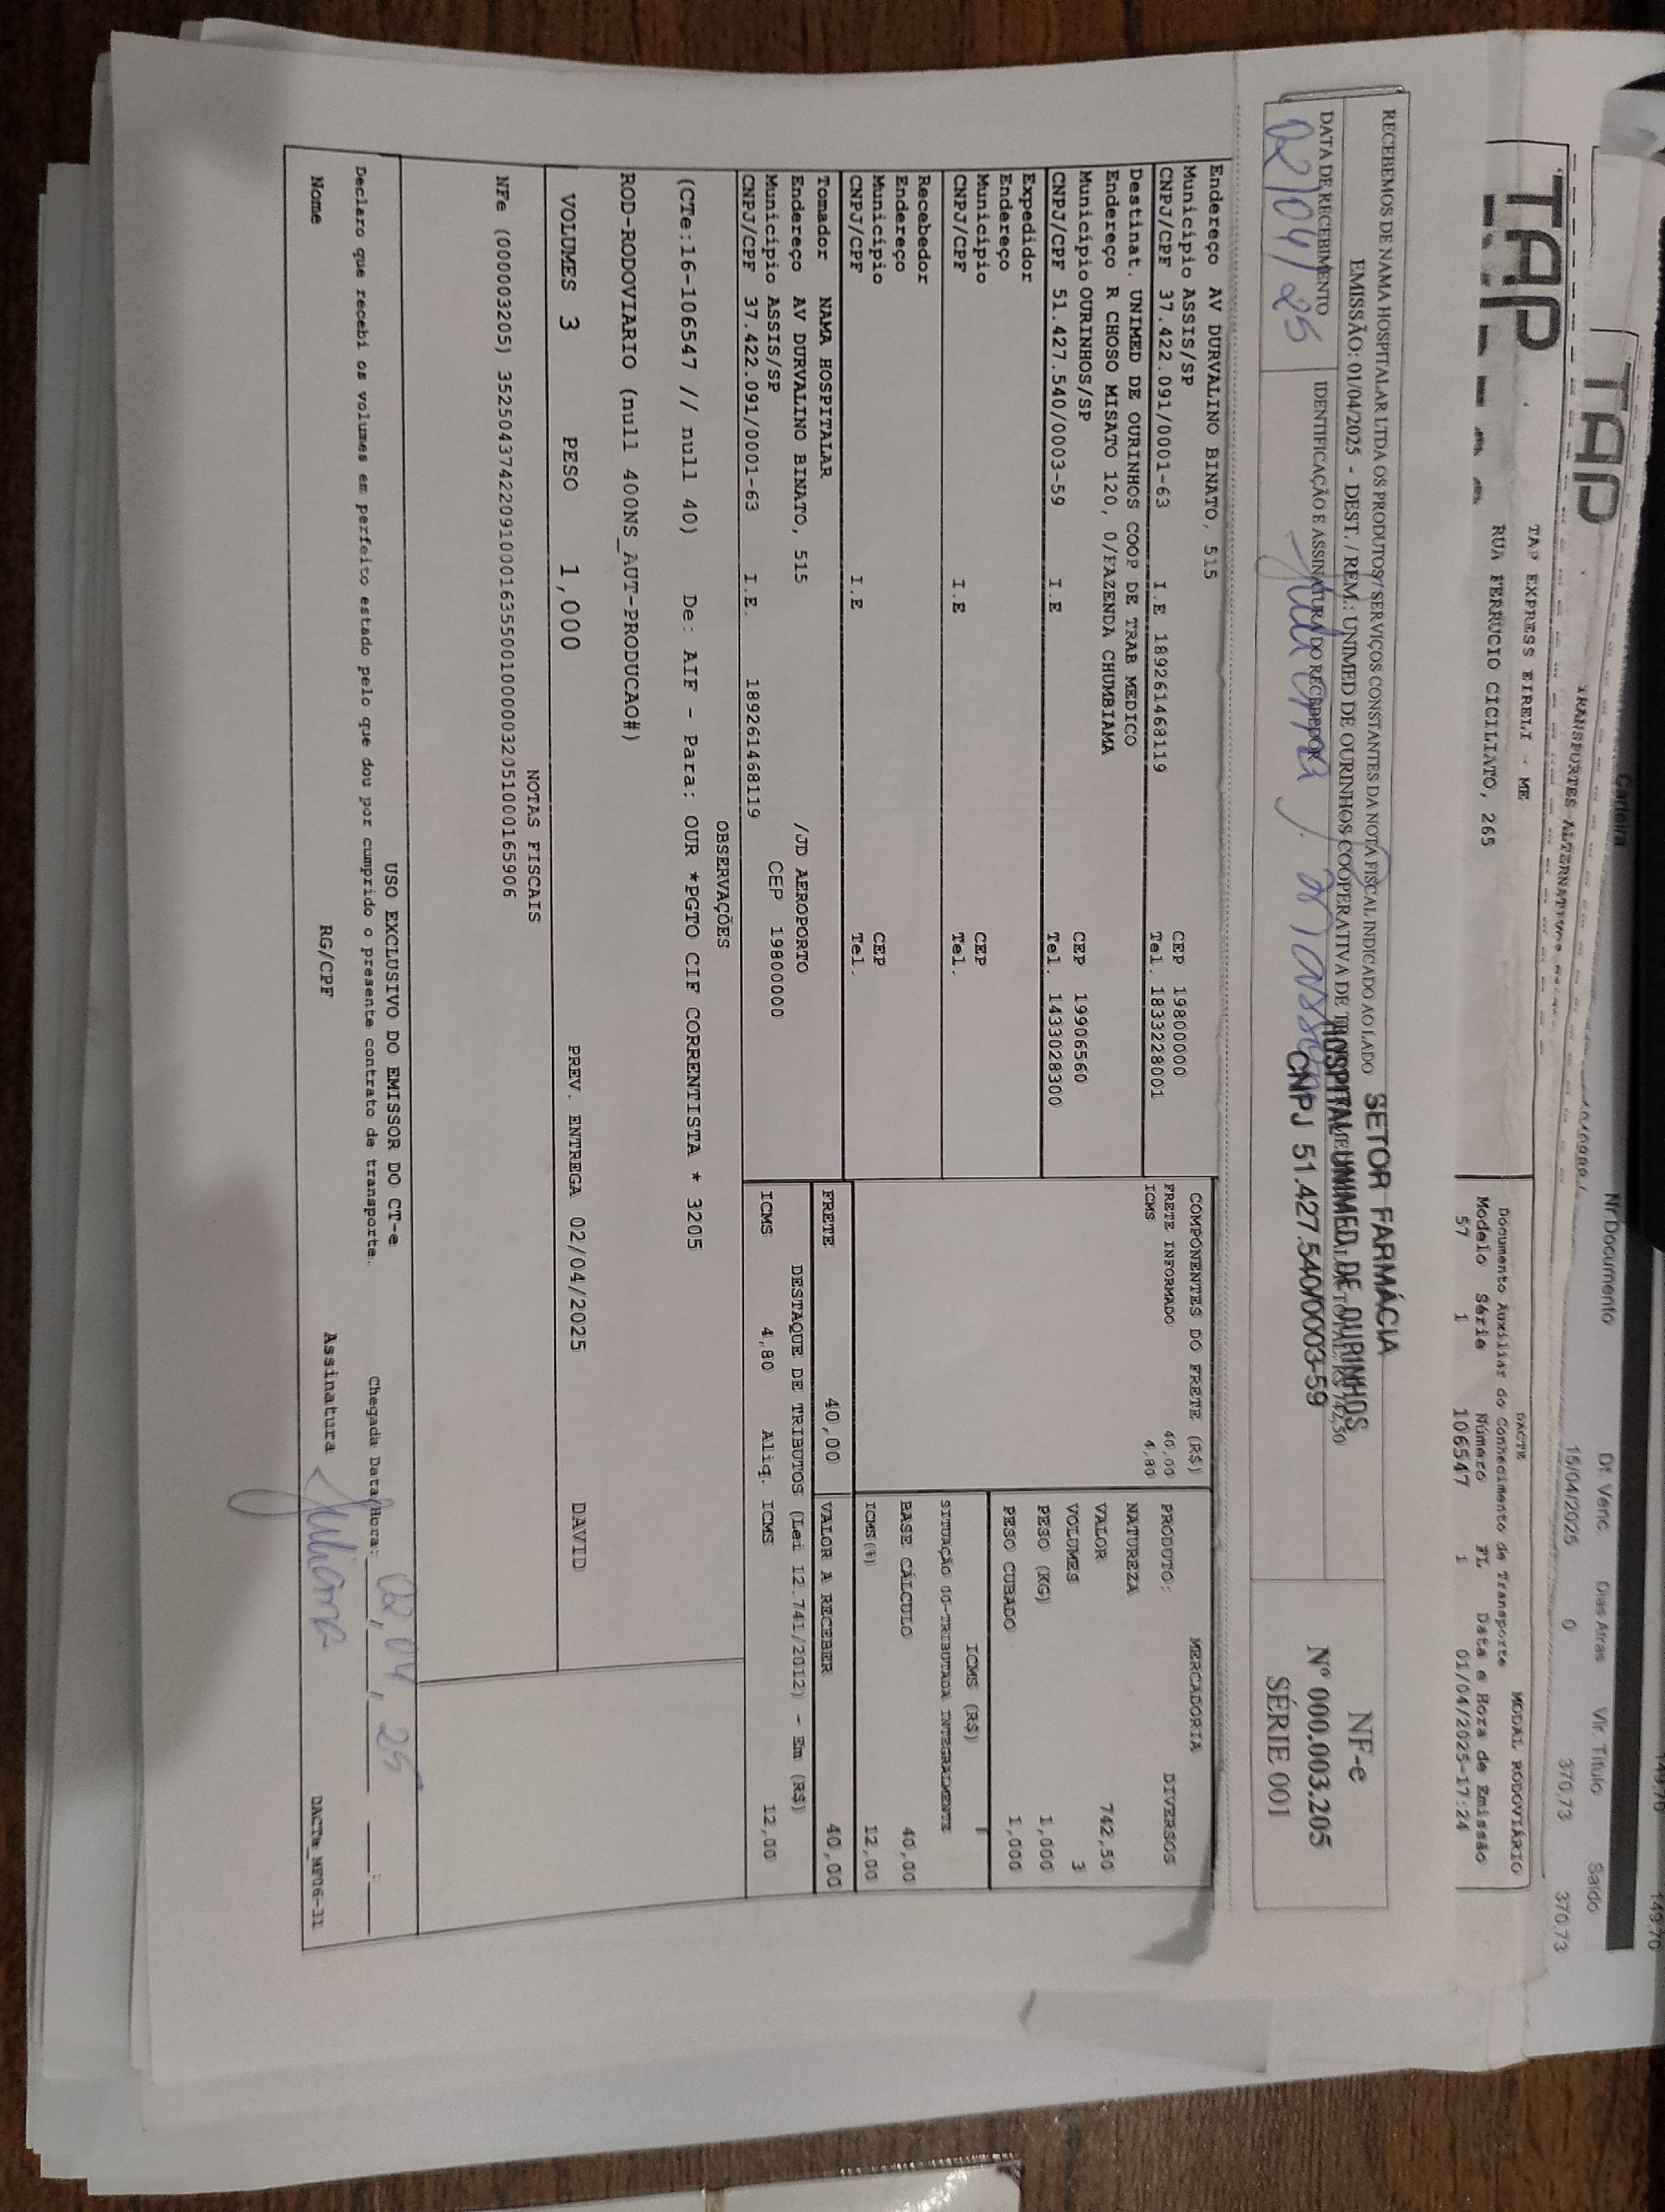 Carteira
Nr.Documento
Dt Venc
Dias Atras
Vlr. Título
Saldo
15/04/2025 0 370,73 370,73
149,70 149,70
TAP
TAP
TAP EXPRESS EIRELI - ME
RUA FERRUCIO CICILIATO, 265
DACTE
Documento Auxiliar do Conhecimento de Transporte
MODAL RODOVIÁRIO
Modelo Série Número FL Data e Hora de Emissão
57 1 106547 1 01/04/2025-17:24
RECEBEMOS DE NAMA HOSPITALAR LTDA OS PRODUTOS/SERVIÇOS CONSTANTES DA NOTA FISCAL INDICADO AO LADO
EMISSÃO: 01/04/2025 - DEST. / REM.: UNIMED DE OURINHOS COOPERATIVA DE
742,50
DATA DE RECEBIMENTO
02/04/25
IDENTIFICAÇÃO E ASSINATURA DO RECEBEDOR
Juliana
SETOR FARMÁCIA
HOSPITAL UNIMED DE OURINHOS
CNPJ 51.427.540/0003-59
NF-e
Nº 000.003.205
SÉRIE 001
Endereço AV DURVALINO BINATO, 515
Município ASSIS/SP CEP 19800000
CNPJ/CPF 37.422.091/0001-63 I.E 189261468119 Tel. 1833228001
Destinat. UNIMED DE OURINHOS COOP DE TRAB MEDICO
Endereço R CHOSO MISATO 120, 0/FAZENDA CHUMBIAMA
Município OURINHOS/SP CEP 19906560
CNPJ/CPF 51.427.540/0003-59 I.E Tel. 1433028300
Expedidor
Endereço
Município CEP
CNPJ/CPF I.E Tel.
Recebedor
Endereço
Município CEP
CNPJ/CPF I.E Tel.
Tomador NAMA HOSPITALAR
Endereço AV DURVALINO BINATO, 515 /JD AEROPORTO
Município ASSIS/SP CEP 19800000
CNPJ/CPF 37.422.091/0001-63 I.E. 189261468119
COMPONENTES DO FRETE (R$)
FRETE INFORMADO 40,00
ICMS 4,80
MERCADORIA
PRODUTO: DIVERSOS
NATUREZA
VALOR 742,50
VOLUMES 3
PESO (KG) 1,000
PESO CUBADO 1,000
ICMS (R$)
SITUAÇÃO 00-TRIBUTADA INTEGRALMENTE
BASE CÁLCULO 40,00
ICMS(%) 12,00
FRETE 40,00 VALOR A RECEBER 40,00
DESTAQUE DE TRIBUTOS (Lei 12.741/2012) - Em (R$)
ICMS 4,80 Aliq. ICMS 12,00
OBSERVAÇÕES
(CTe:16-106547 // null 40) De: AIF - Para: OUR *PGTO CIF CORRENTISTA * 3205
ROD-RODOVIARIO (null 400NS_AUT-PRODUCAO#)
VOLUMES 3 PESO 1,000 PREV. ENTREGA 02/04/2025 DAVID
NOTAS FISCAIS
NFe (000003205) 35250437422091000163550010000032051000165906
USO EXCLUSIVO DO EMISSOR DO CT-e
Declaro que recebi os volumes em perfeito estado pelo que dou por cumprido o presente contrato de transporte.
Chegada Data/Hora: 02/04/25
Nome RG/CPF Assinatura Juliana
DACTe_MF06-11